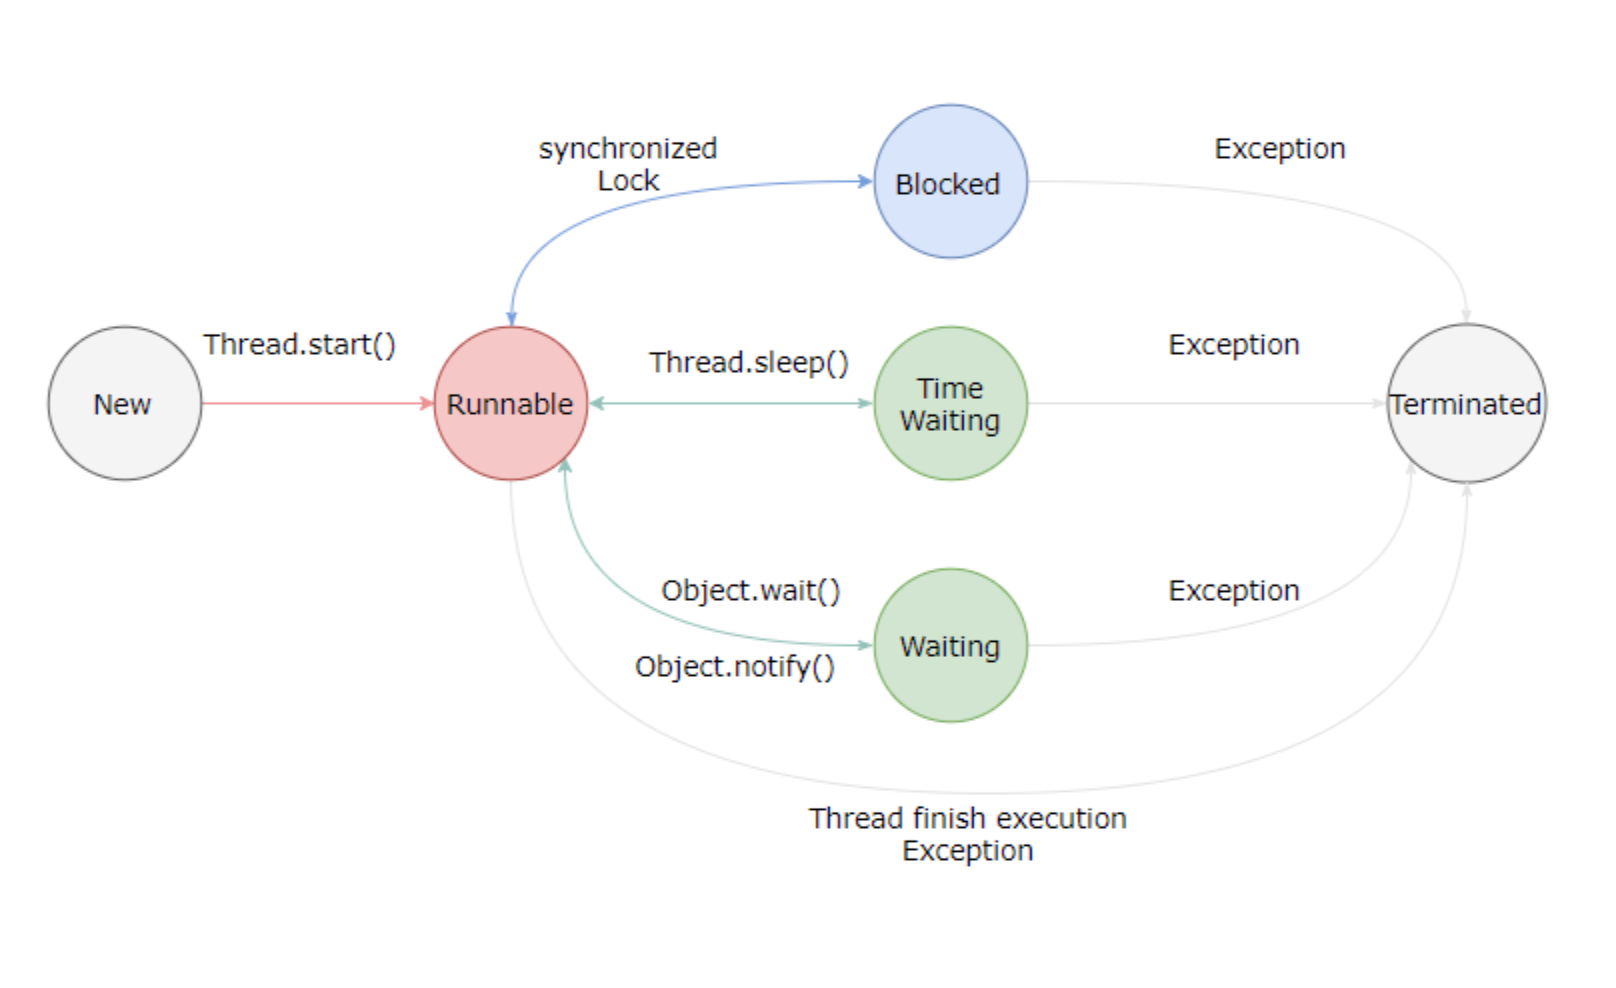 synchronized
Lock
Blocked
Exception
Thread.start()
Thread.sleep()
Exception
New
Runnable
Time
Waiting
Terminated
Object.wait()
Exception
Object.notify()
Waiting
Thread finish execution
Exception